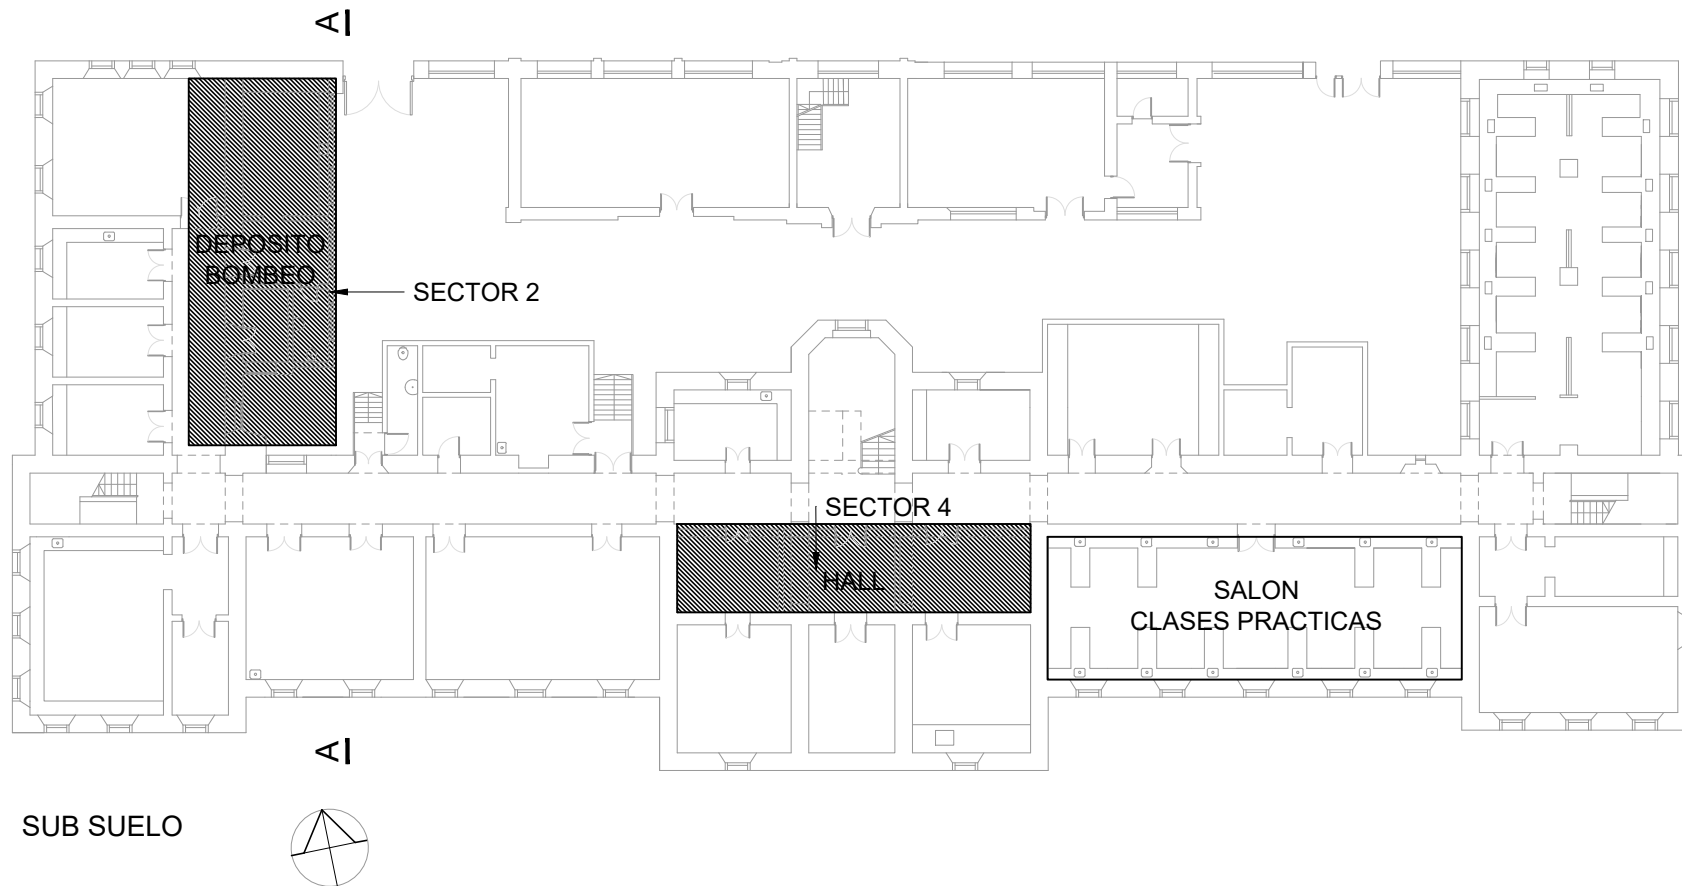 A
DEPOSITO
BOMBEO
SECTOR 2
SECTOR 4
HALL
SALON
CLASES PRACTICAS
A
SUB SUELO